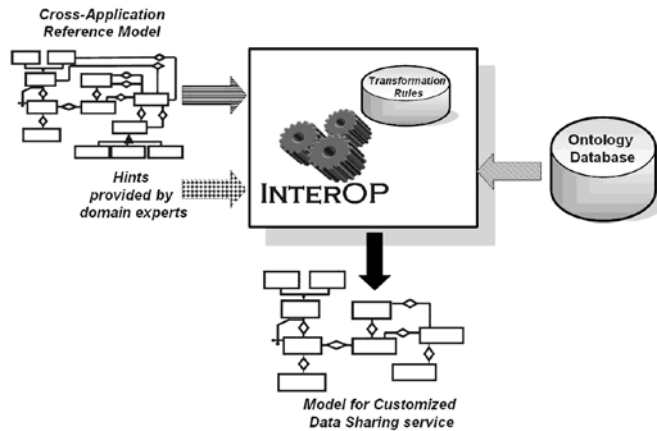 Cross-Application
Reference Model
Transformation
Rules
Ontology
Database
Hints
provided by
domain experts
INTEROP
Model for Customized
Data Sharing service